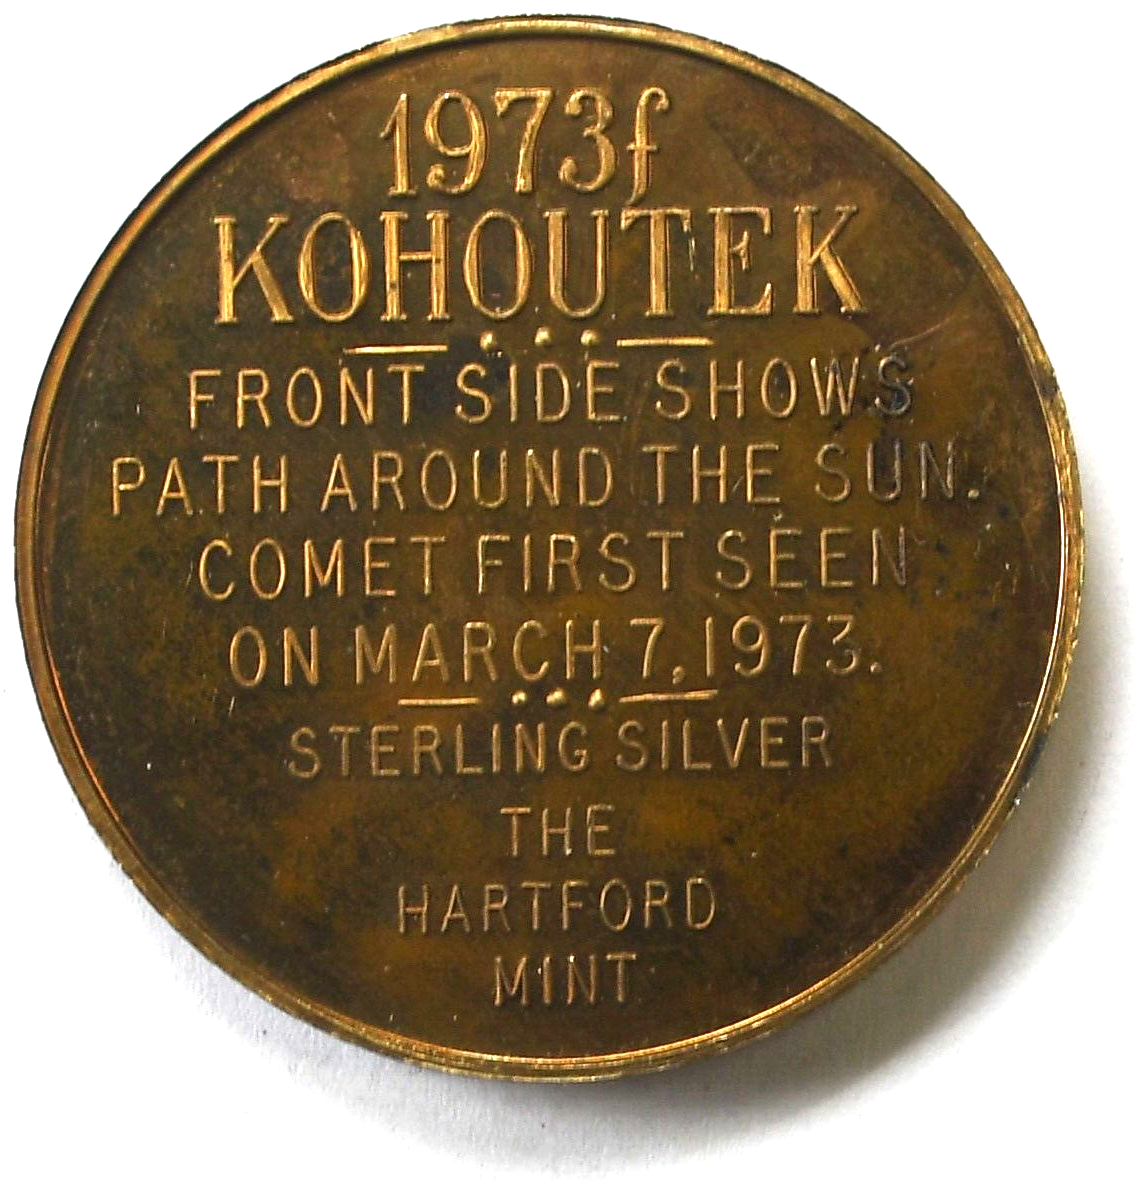 1973f
KOHOUTEK
FRONT SIDE SHOWS
PATH AROUND THE SUN.
COMET FIRST SEEN
ON MARCH 7, 1973.
STERLING SILVER
THE
HARTFORD
MINT